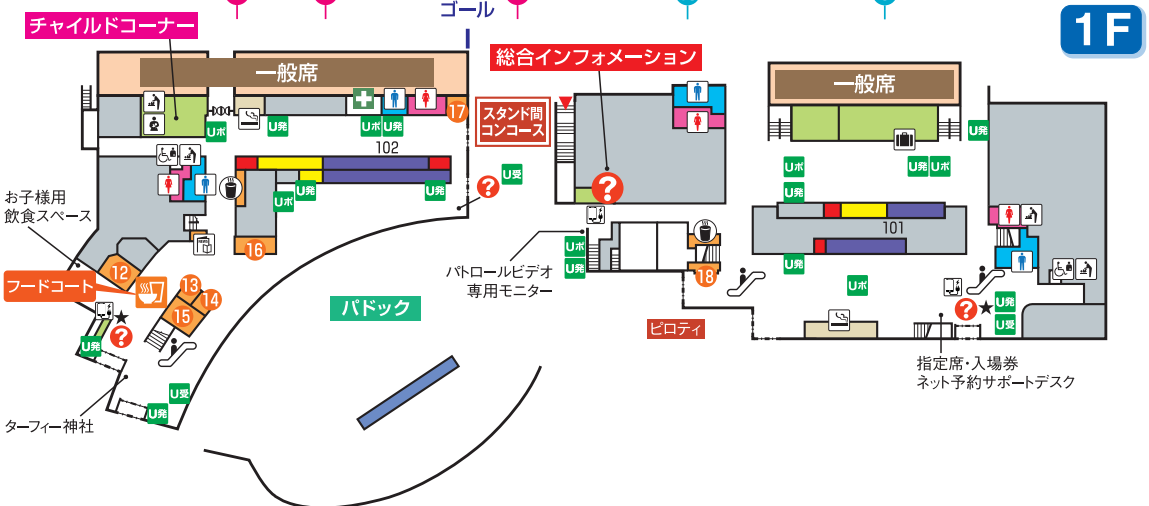 ゴール
1F
チャイルドコーナー
総合インフォメーション
一般席
一般席
スタンド間
コンコース
17
Uポ
U発
Uポ
U発
U発
102
Uポ
U発
Uポ
?
U受
?
U発
Uポ
U発
U発
Uポ
お子様用
飲食スペース
NEWS
16
Uポ
U発
パトロールビデオ
専用モニター
18
101
U発
Uポ
12
フードコート
13
14
15
パドック
ピロティ
?
★
U発
?
★
U発
U受
指定席・入場券
ネット予約サポートデスク
U受
U発
ターフィー神社